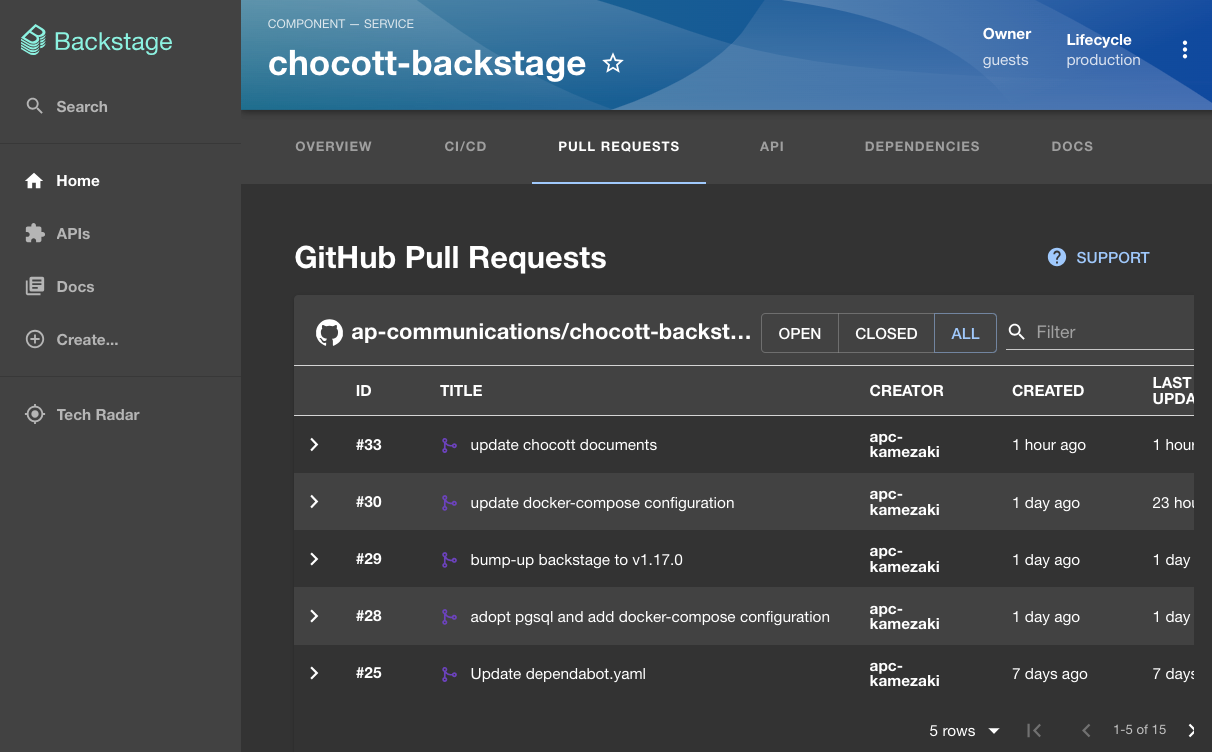 Backstage
Search
Home
APIs
Docs
Create...
Tech Radar
COMPONENT — SERVICE
chocott-backstage
Owner
guests
Lifecycle
production
OVERVIEW CI/CD PULL REQUESTS API DEPENDENCIES DOCS
GitHub Pull Requests
SUPPORT
ap-communications/chocott-backst...
OPEN CLOSED ALL
Filter
ID TITLE CREATOR CREATED LAST
UPDA
#33 update chocott documents apc-
kamezaki 1 hour ago 1 hour
#30 update docker-compose configuration apc-
kamezaki 1 day ago 23 hou
#29 bump-up backstage to v1.17.0 apc-
kamezaki 1 day ago 1 day
#28 adopt pgsql and add docker-compose configuration apc-
kamezaki 1 day ago 1 day
#25 Update dependabot.yaml apc-
kamezaki 7 days ago 7 days
5 rows 1-5 of 15